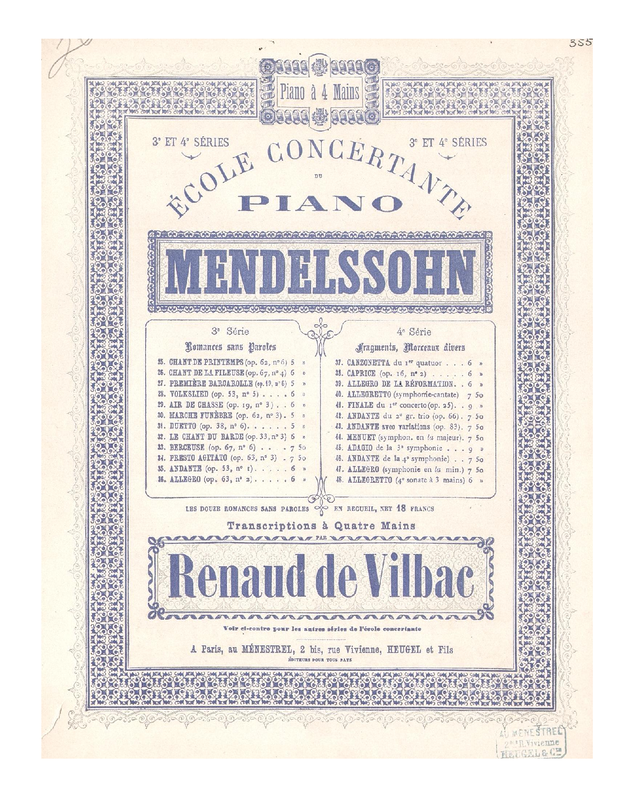 355
Piano à 4 Mains
3e ET 4e SÉRIES
3e ET 4e SÉRIES
ÉCOLE CONCERTANTE
DU
PIANO
MENDELSSOHN
3e Série
Romances sans Paroles
25. CHANT DE PRINTEMPS (op. 62, no 6) 5 »
26. CHANT DE LA FILEUSE (op. 67, no 4) 6 »
27. PREMIÈRE BARCAROLLE (op. 19, no 6) 5 »
28. VOLKSLIED (op. 53, no 5) . . . . 6 »
29. AIR DE CHASSE (op. 19, no 3) . . 6 »
30. MARCHE FUNÈBRE (op. 62, no 3) . 5 »
31. DUETTO (op. 38, no 6) . . . . . 5 »
32. LE CHANT DU BARDE (op. 33, no 3) 6 »
33. BERCEUSE (op. 67, no 6) . . . 7 50
34. PRESTO AGITATO (op. 63, no 3) . 7 50
35. ANDANTE (op. 53, no 1) . . . . 6 »
36. ALLEGRO (op. 63, no 2) . . . . 6 »
4e Série
Fragments, Morceaux divers
37. CANZONETTA du 1er quatuor . . . 6 »
38. CAPRICE (op. 16, no 2) . . . . 6 »
39. ALLEGRO DE LA RÉFORMATION . . 6 »
40. ALLEGRETTO (symphonie-cantate) . 7 50
41. FINALE du 1er concerto (op. 25) . . 9 »
42. ANDANTE du 2e gr. trio (op. 66) . 7 50
43. ANDANTE avec variations (op. 83) . 7 50
44. MENUET (symphon. en fa majeur) . 7 50
45. ADAGIO de la 3e symphonie . . . 9 »
46. ANDANTE de la 4e symphonie) . . 7 50
47. ALLEGRO (symphonie en fa min.) 7 50
48. ALLEGRETTO (4e sonate à 3 mains) 6 »
LES DOUZE ROMANCES SANS PAROLES EN RECUEIL, NET 18 FRANCS
Transcriptions à Quatre Mains
PAR
Renaud de Vilbac
Voir ci-contre pour les autres séries de l'école concertante
A Paris, au MÉNESTREL, 2 bis, rue Vivienne, HEUGEL et Fils
ÉDITEURS POUR TOUS PAYS
AU MÉNESTREL
2bis R. Vivienne
HEUGEL & Cie